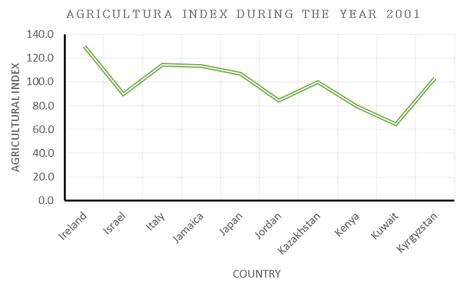 AGRICULTURA INDEX DURING THE YEAR 2001
140.0
120.0
100.0
80.0
60.0
40.0
20.0
0.0
AGRICULTURAL INDEX
Ireland
Israel
Italy
Jamaica
Japan
Jordan
Kazakhstan
Kenya
Kuwait
Kyrgyzstan
COUNTRY